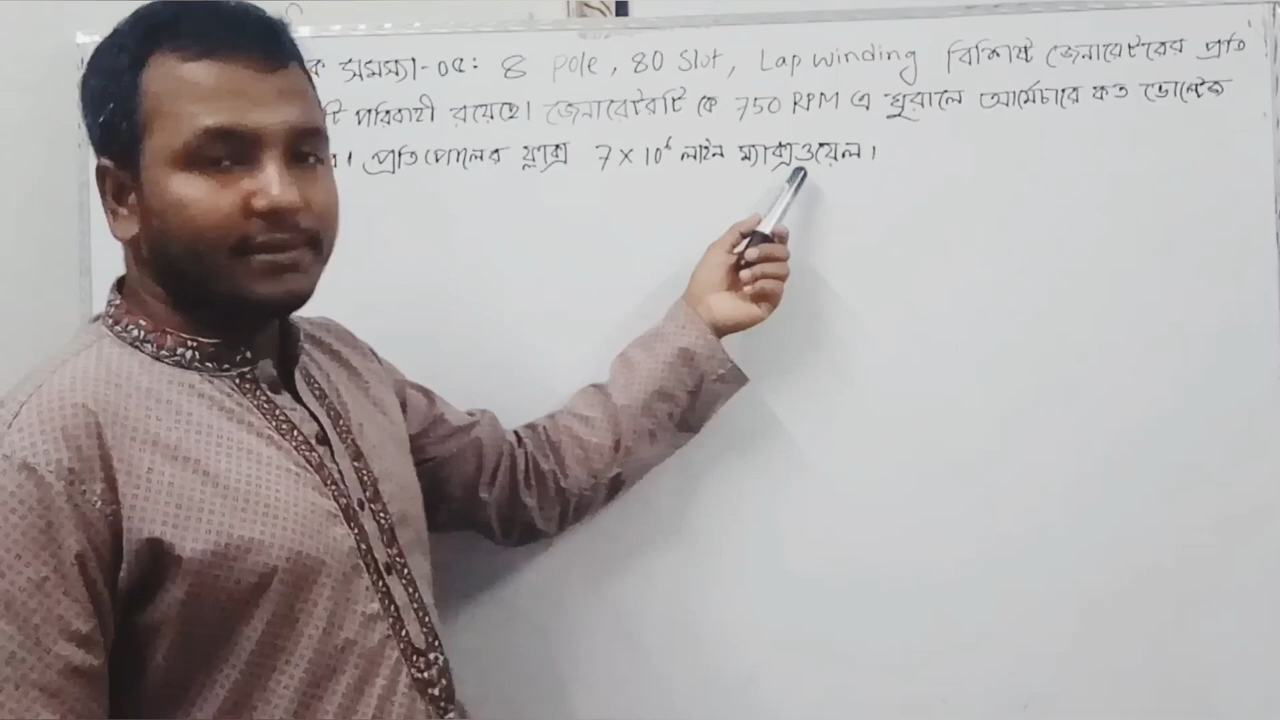 সমস্যা-০৫: 8 Pole, 80 Slot, Lap winding বিশিষ্ট জেনারেটরের প্রতি
টি পরিবাহী রয়েছে। জেনারেটরটি কে 750 RPM এ ঘুরালে আর্মেচারে কত ভোল্টেজ
। প্রতিপোলের ফ্লাক্স 7 X 10⁶ লাইন ম্যাক্সওয়েল।